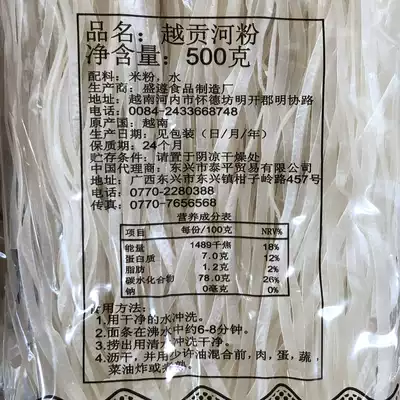 品名：越贡河粉
净含量：500克
配料：米粉，水
生产商：盛遵食品制造厂
地址：越南河内市怀德坊明开郡明协路
电话：0084-2433668748
原产国：越南
生产日期：见包装（日/月/年）
保质期：24个月
贮存条件：请置于阴凉干燥处
中国代理商：东兴市泰平贸易有限公司
地址：广西东兴市东兴镇柑子岭路457号
电话：0770-2280388
传真：0770-7656568
营养成分表
项目 每份/100克 NRV%
能量 1489千焦 18%
蛋白质 7.0克 12%
脂肪 1.2克 2%
碳水化合物 78.0克 26%
钠 0毫克 0%
食用方法：
1.用干净的水冲洗。
2.面条在沸水中约6-8分钟。
3.捞出用清水冲洗干净。
4.沥干，并用少许油混合前，肉，蛋，蔬
菜油炸或